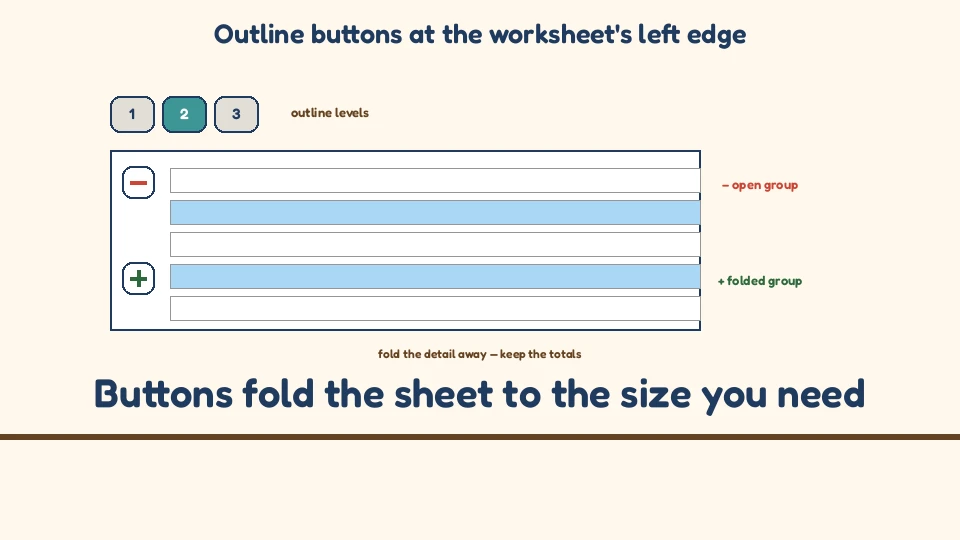 Outline buttons at the worksheet's left edge
1 2 3 outline levels
– open group
+ folded group
fold the detail away – keep the totals
Buttons fold the sheet to the size you need